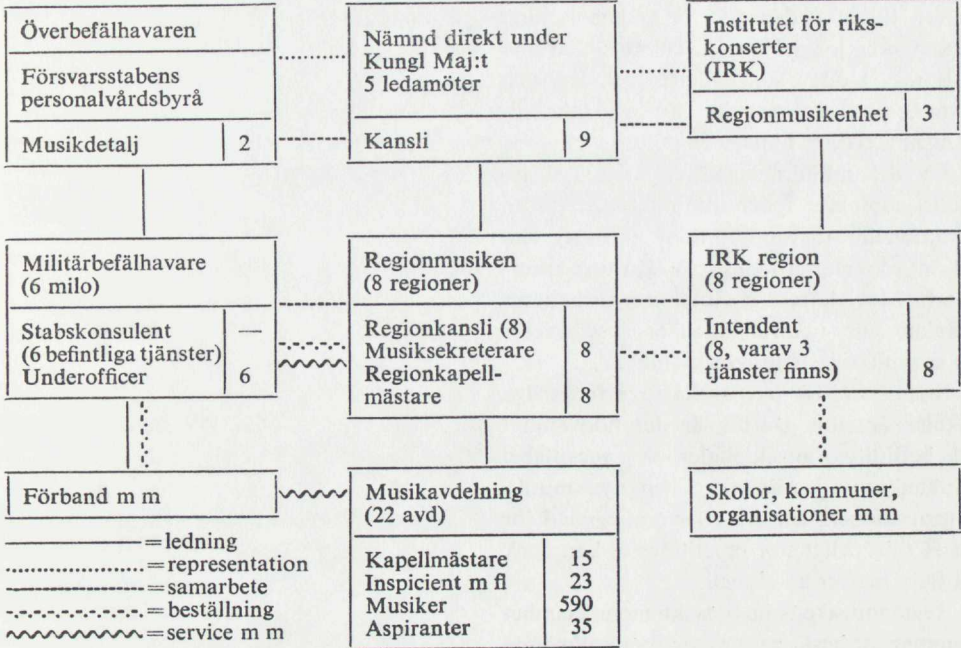 Överbefälhavaren
Försvarsstabens
personalvårdsbyrå
Musikdetalj 2
Nämnd direkt under
Kungl Maj:t
5 ledamöter
Kansli 9
Institutet för riks-
konserter
(IRK)
Regionmusikenhet 3
Militärbefälhavare
(6 milo)
Stabskonsulent —
(6 befintliga tjänster)
Underofficer 6
Regionmusiken
(8 regioner)
Regionkansli (8)
Musiksekreterare 8
Regionkapell-
mästare 8
IRK region
(8 regioner)
Intendent
(8, varav 3
tjänster finns) 8
Förband m m
Musikavdelning
(22 avd)
Kapellmästare 15
Inspicient m fl 23
Musiker 590
Aspiranter 35
Skolor, kommuner,
organisationer m m
=ledning
=representation
=samarbete
=beställning
=service m m